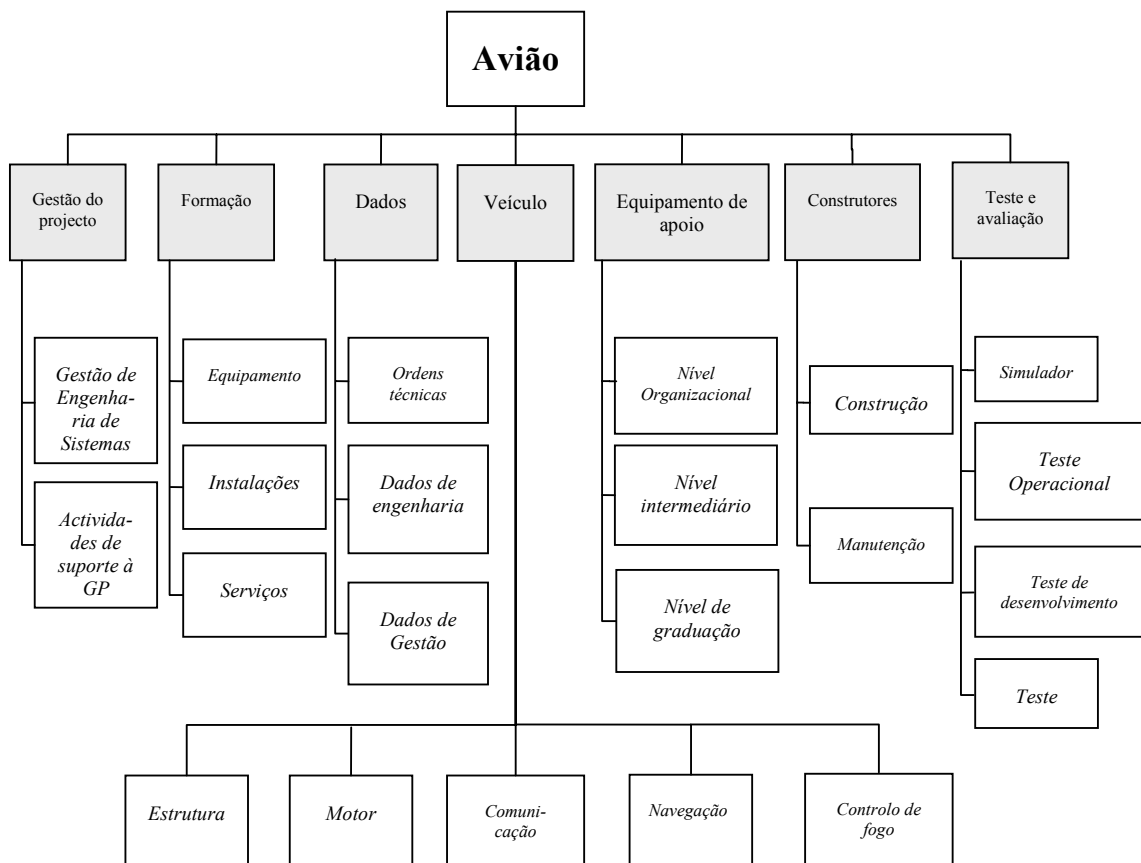 Avião
Gestão do
projecto
Formação
Dados
Veículo
Equipamento de
apoio
Construtores
Teste e
avaliação
Gestão de
Engenha-
ria de
Sistemas
Activida-
des de
suporte à
GP
Equipamento
Instalações
Serviços
Ordens
técnicas
Dados de
engenharia
Dados de
Gestão
Nível
Organizacional
Nível
intermediário
Nível de
graduação
Construção
Manutenção
Simulador
Teste
Operacional
Teste de
desenvolvimento
Teste
Estrutura
Motor
Comuni-
cação
Navegação
Controlo de
fogo